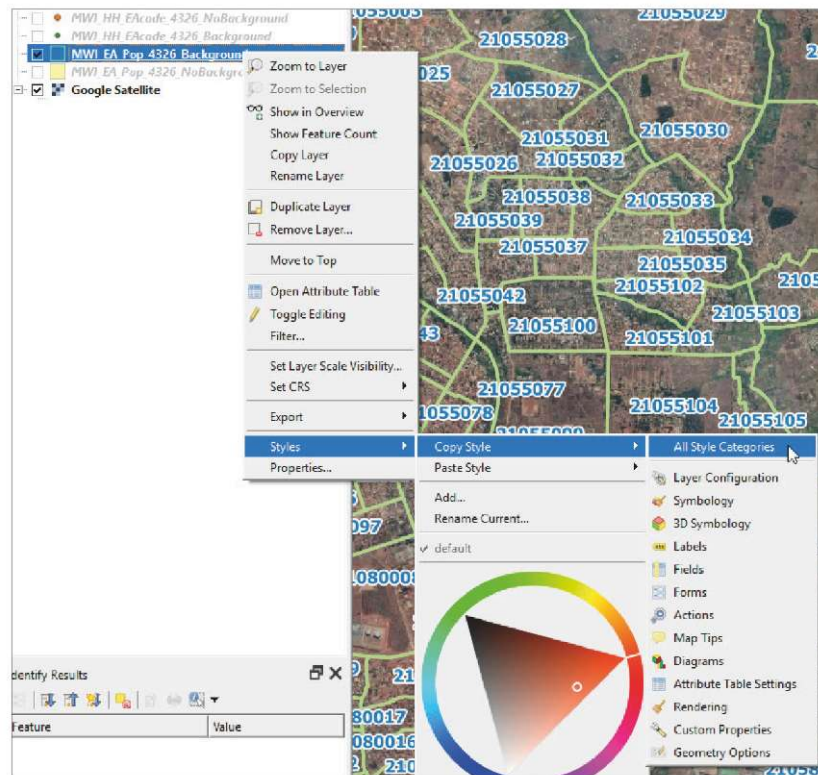 MWI_HH_EAcode_4326_NoBackground
MWI_HH_EAcode_4326_Background
MWI_EA_Pop_4326_Background
MWI_EA_Pop_4326_NoBackgro
Google Satellite
Zoom to Layer
Zoom to Selection
Show in Overview
Show Feature Count
Copy Layer
Rename Layer
Duplicate Layer
Remove Layer...
Move to Top
Open Attribute Table
Toggle Editing
Filter...
Set Layer Scale Visibility...
Set CRS
Export
Styles
Properties...
Copy Style
Paste Style
Add...
Rename Current...
default
All Style Categories
Layer Configuration
Symbology
3D Symbology
Labels
Fields
Forms
Actions
Map Tips
Diagrams
Attribute Table Settings
Rendering
Custom Properties
Geometry Options
21055029
21055028
025
21055027
21055031
21055030
21055026
21055032
21055038
21055033
21055039
21055034
21055037
21055035
21055102
21055042
21055103
43
21055100
21055101
21055077
1055078
21055104
21055105
097
108000
80017
80016
210
dentify Results
Feature
Value